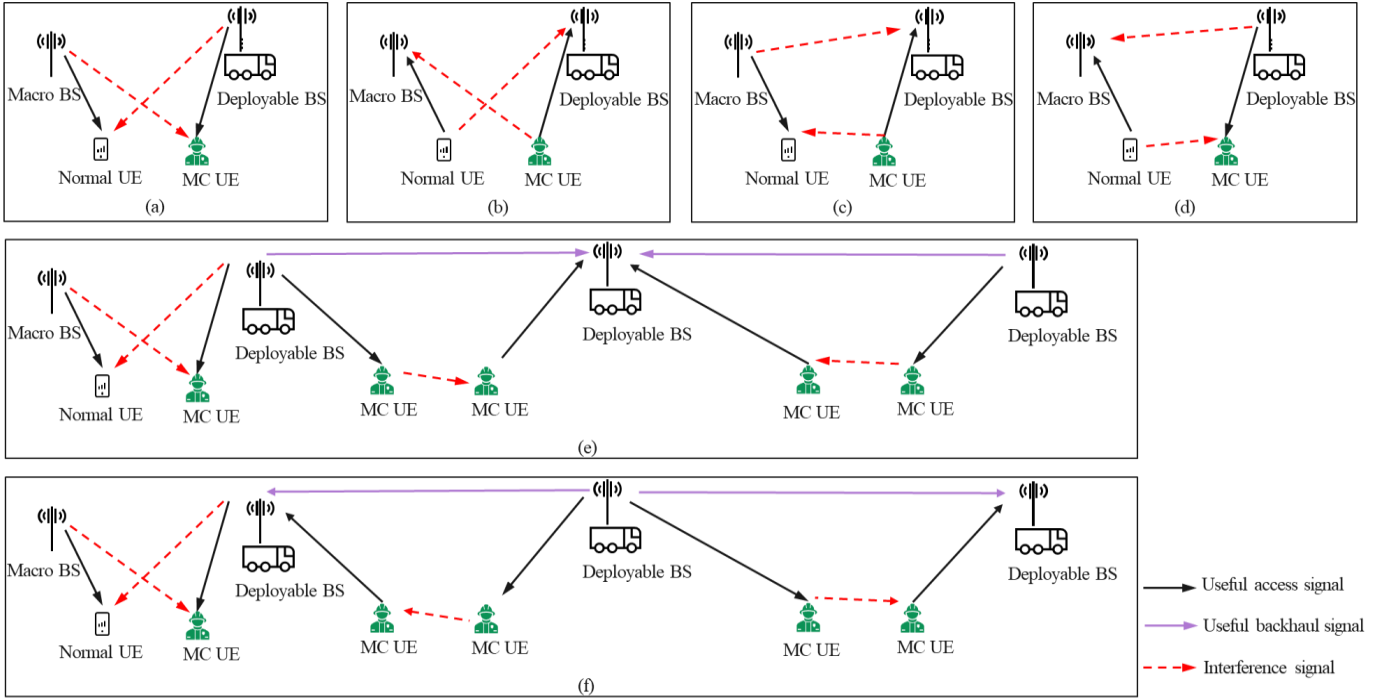 Macro BS
Deployable BS
Normal UE
MC UE
(a)
Macro BS
Deployable BS
Normal UE
MC UE
(b)
Macro BS
Deployable BS
Normal UE
MC UE
(c)
Macro BS
Deployable BS
Normal UE
MC UE
(d)
Macro BS
Deployable BS
Deployable BS
Deployable BS
Normal UE
MC UE
MC UE
MC UE
MC UE
MC UE
(e)
Macro BS
Deployable BS
Deployable BS
Deployable BS
Normal UE
MC UE
MC UE
MC UE
MC UE
MC UE
(f)
Useful access signal
Useful backhaul signal
Interference signal